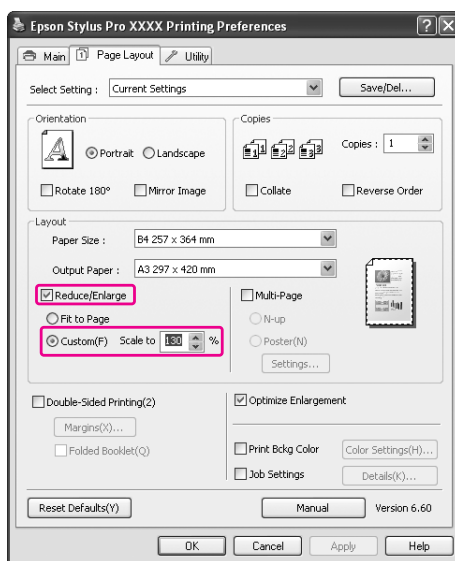 Epson Stylus Pro XXXX Printing Preferences
Main Page Layout Utility
Select Setting : Current Settings Save/Del...
Orientation Copies
A Portrait Landscape Copies : 1
Rotate 180° Mirror Image Collate Reverse Order
Layout
Paper Size : B4 257 x 364 mm
Output Paper : A3 297 x 420 mm
Reduce/Enlarge Multi-Page
Fit to Page N-up
Custom(F) Scale to 130 % Poster(N)
Settings...
Double-Sided Printing(2) Optimize Enlargement
Margins(X)...
Folded Booklet(Q) Print Bckg Color Color Settings(H)...
Job Settings Details(K)...
Reset Defaults(Y) Manual Version 6.60
OK Cancel Apply Help